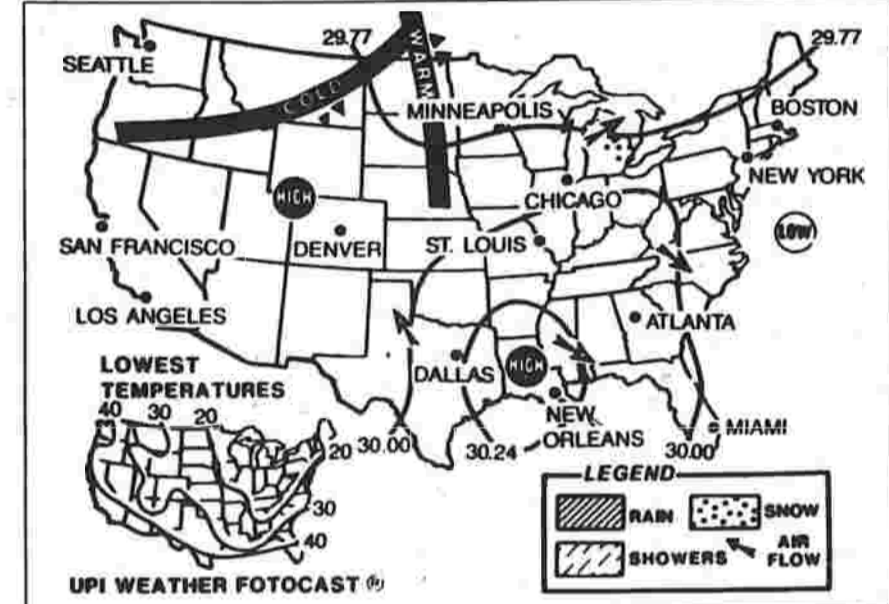 29.77
29.77
SEATTLE
COLD
WARM
MINNEAPOLIS
BOSTON
NEW YORK
HIGH
CHICAGO
SAN FRANCISCO
DENVER
ST. LOUIS
LOW
LOS ANGELES
ATLANTA
DALLAS
HIGH
NEW
ORLEANS
MIAMI
30.00
30.24
30.00
LOWEST
TEMPERATURES
40 30 20
20
30
40
UPI WEATHER FOTOCAST
LEGEND
RAIN
SNOW
SHOWERS
AIR
FLOW